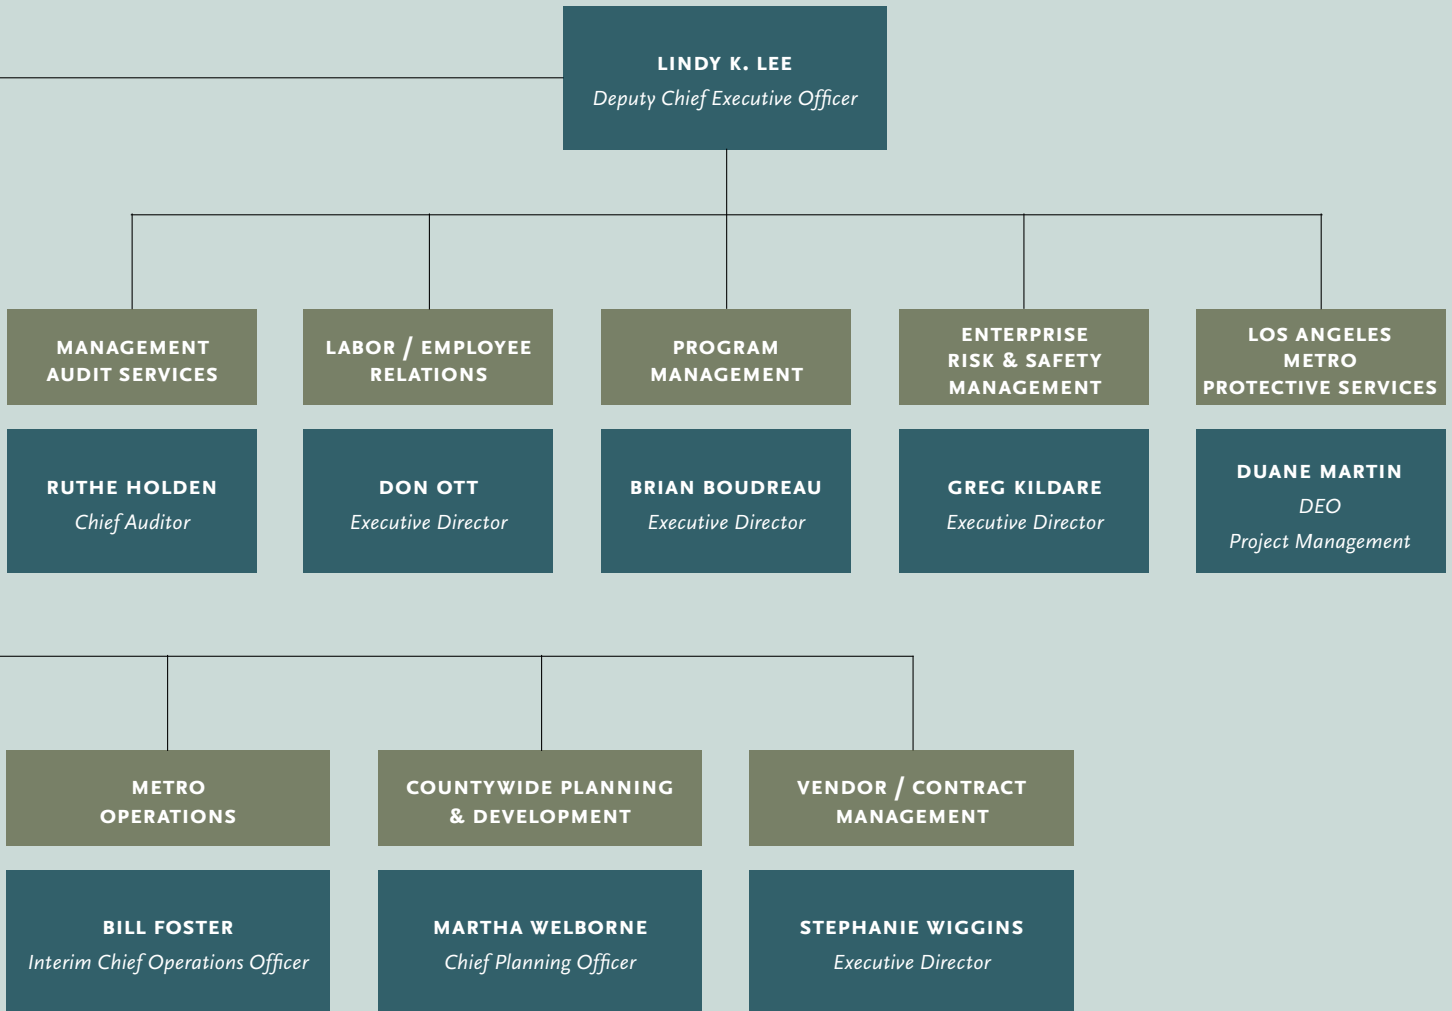 LINDY K. LEE
Deputy Chief Executive Officer
MANAGEMENT
AUDIT SERVICES
LABOR / EMPLOYEE
RELATIONS
PROGRAM
MANAGEMENT
ENTERPRISE
RISK & SAFETY
MANAGEMENT
LOS ANGELES
METRO
PROTECTIVE SERVICES
RUTHE HOLDEN
Chief Auditor
DON OTT
Executive Director
BRIAN BOUDREAU
Executive Director
GREG KILDARE
Executive Director
DUANE MARTIN
DEO
Project Management
METRO
OPERATIONS
COUNTYWIDE PLANNING
& DEVELOPMENT
VENDOR / CONTRACT
MANAGEMENT
BILL FOSTER
Interim Chief Operations Officer
MARTHA WELBORNE
Chief Planning Officer
STEPHANIE WIGGINS
Executive Director